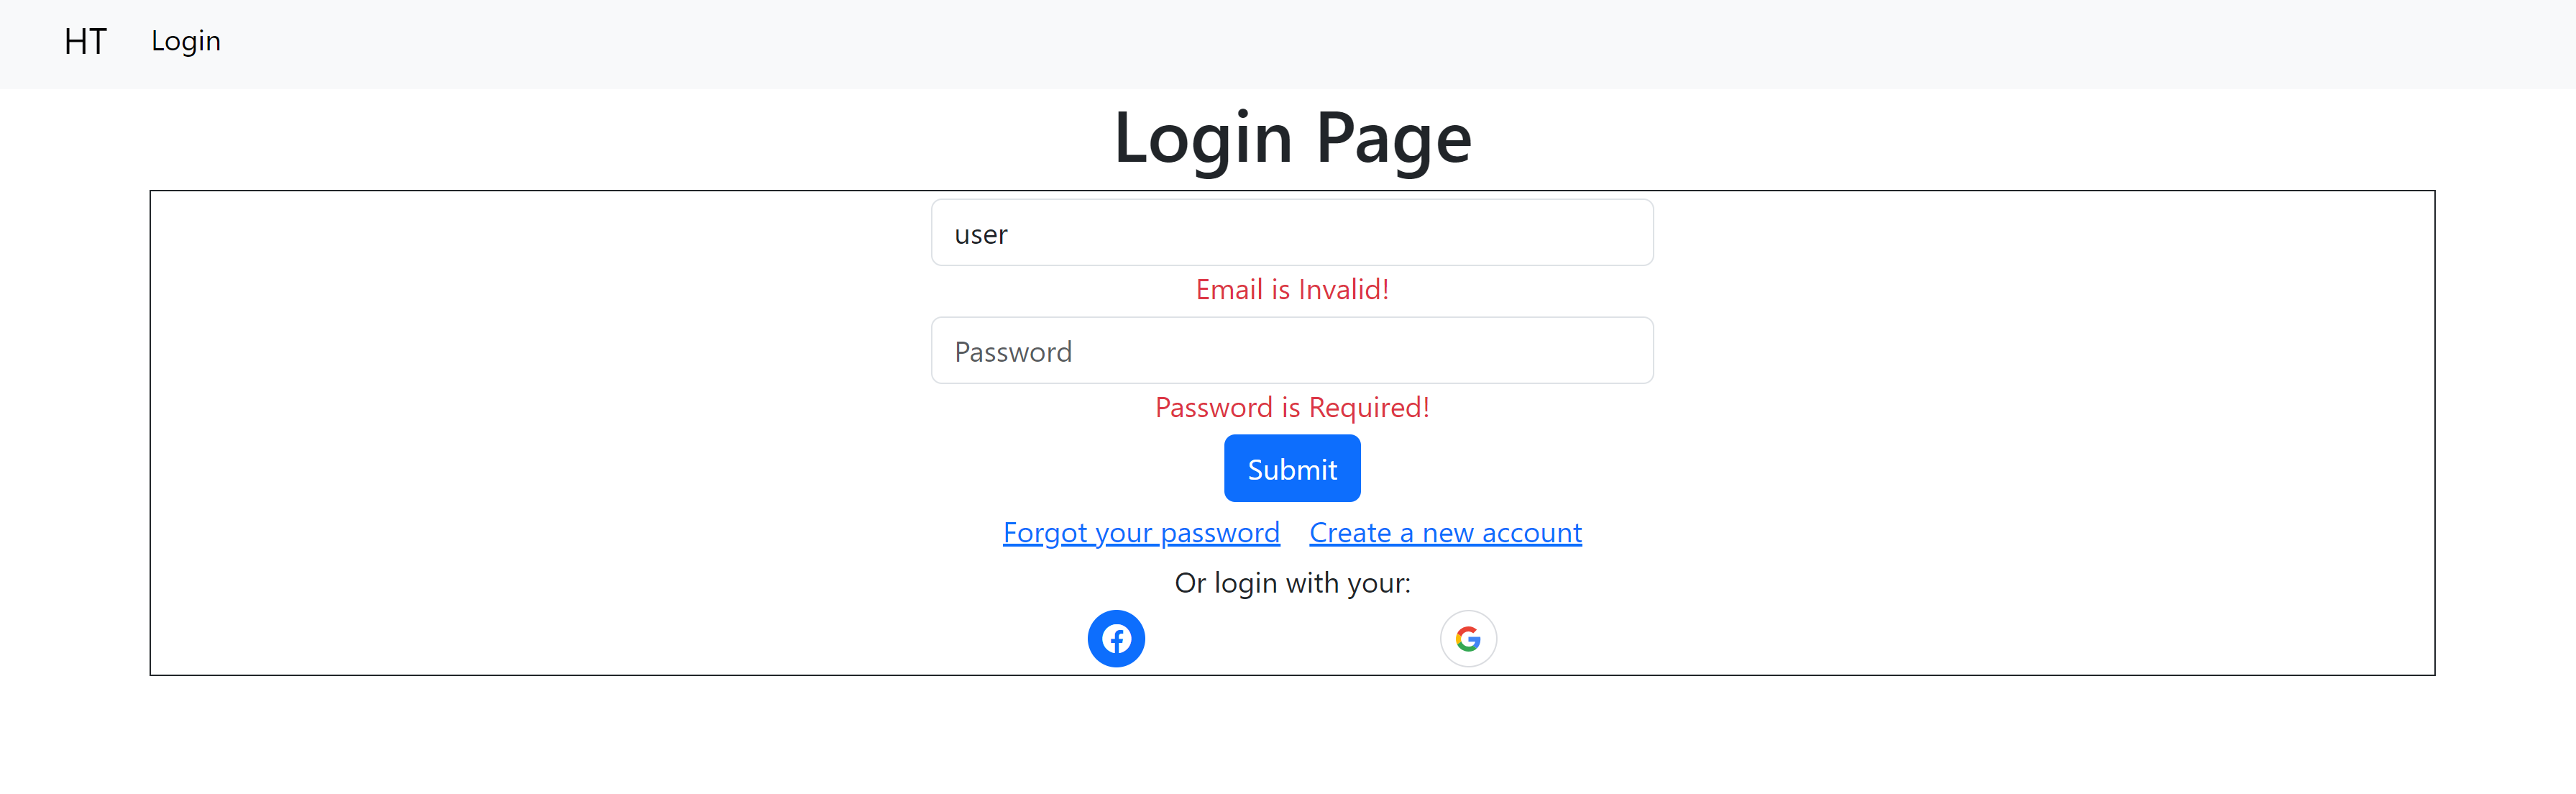 HT Login
Login Page
user
Email is Invalid!
Password
Password is Required!
Submit
Forgot your password Create a new account
Or login with your: